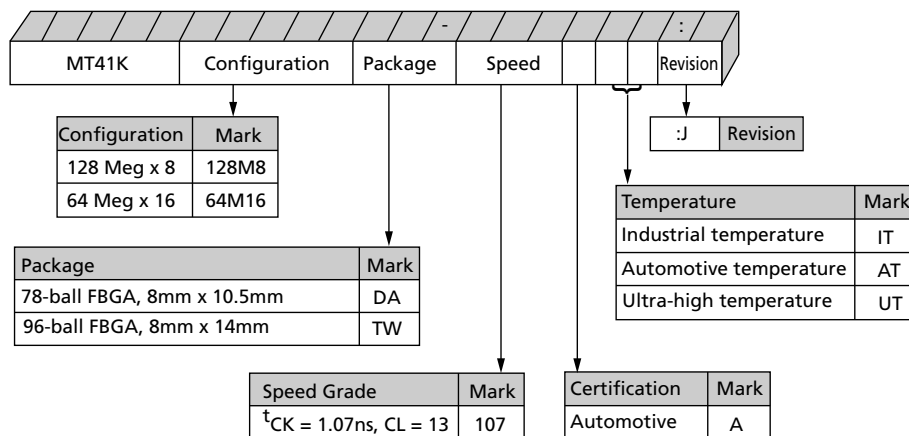 - :
MT41K Configuration Package Speed Revision
Configuration Mark
128 Meg x 8 128M8
64 Meg x 16 64M16
:J Revision
Temperature Mark
Industrial temperature IT
Automotive temperature AT
Ultra-high temperature UT
Package Mark
78-ball FBGA, 8mm x 10.5mm DA
96-ball FBGA, 8mm x 14mm TW
Speed Grade Mark
tCK = 1.07ns, CL = 13 107
Certification Mark
Automotive A